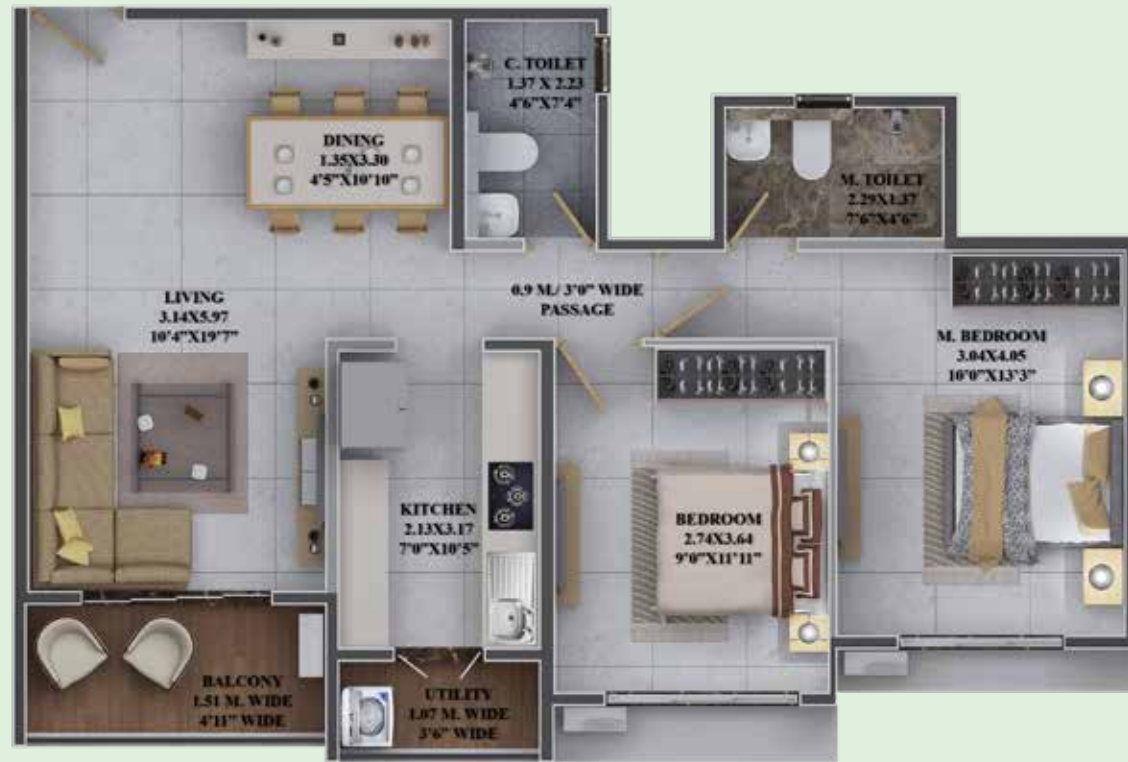 C. TOILET
1.37 X 2.23
4'6"X7'4"
DINING
1.35X3.30
4'5"X10'10"
M. TOILET
2.29X1.37
7'6"X4'6"
LIVING
3.14X5.97
10'4"X19'7"
0.9 M./ 3'0" WIDE
PASSAGE
M. BEDROOM
3.04X4.05
10'0"X13'3"
KITCHEN
2.13X3.17
7'0"X10'5"
BEDROOM
2.74X3.64
9'0"X11'11"
BALCONY
1.51 M. WIDE
4'11" WIDE
UTILITY
1.07 M. WIDE
3'6" WIDE